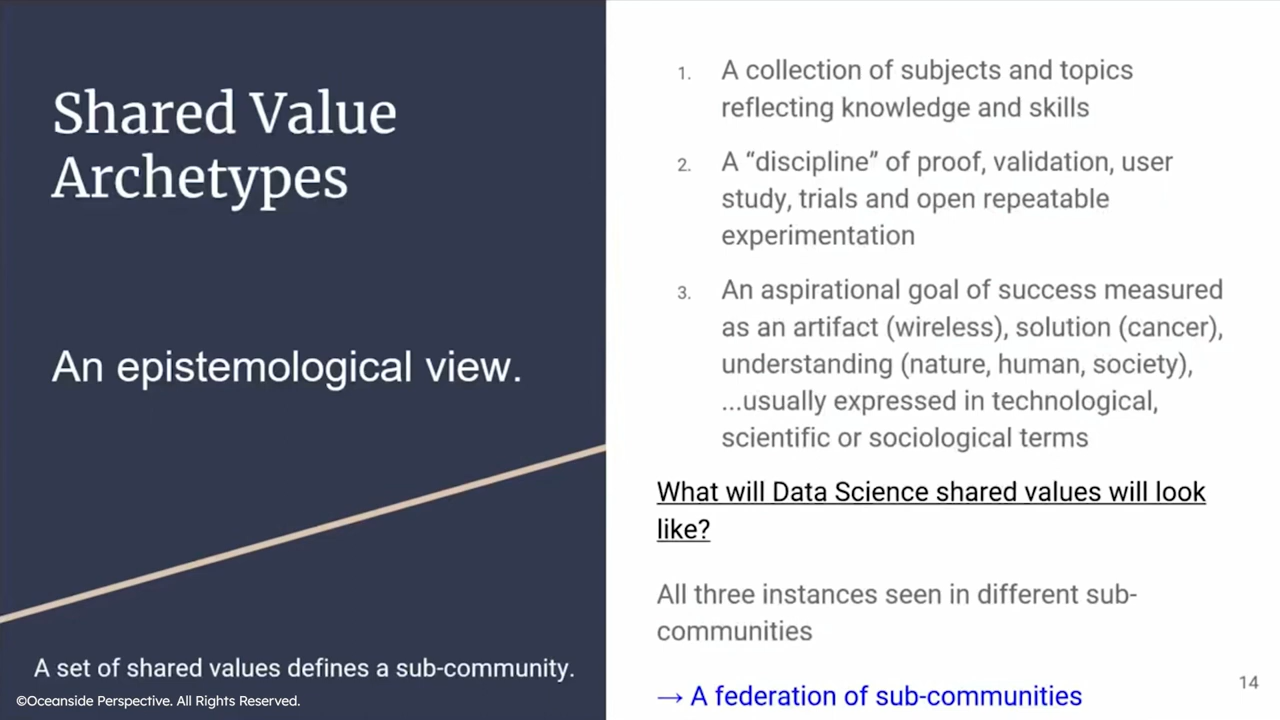 Shared Value
Archetypes
An epistemological view.
A set of shared values defines a sub-community.
©Oceanside Perspective. All Rights Reserved.
1. A collection of subjects and topics
reflecting knowledge and skills
2. A “discipline” of proof, validation, user
study, trials and open repeatable
experimentation
3. An aspirational goal of success measured
as an artifact (wireless), solution (cancer),
understanding (nature, human, society),
...usually expressed in technological,
scientific or sociological terms
What will Data Science shared values will look
like?
All three instances seen in different sub-
communities
→ A federation of sub-communities
14